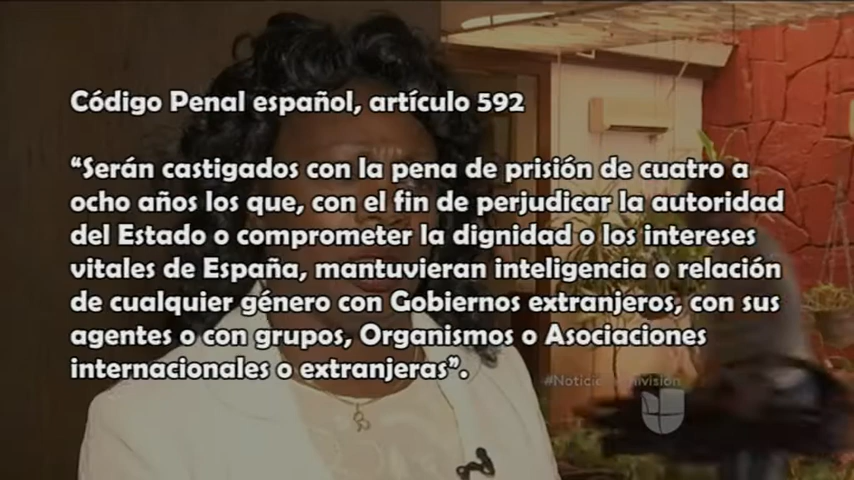 Código Penal español, artículo 592
“Serán castigados con la pena de prisión de cuatro a
ocho años los que, con el fin de perjudicar la autoridad
del Estado o comprometer la dignidad o los intereses
vitales de España, mantuvieran inteligencia o relación
de cualquier género con Gobiernos extranjeros, con sus
agentes o con grupos, Organismos o Asociaciones
internacionales o extranjeras”.